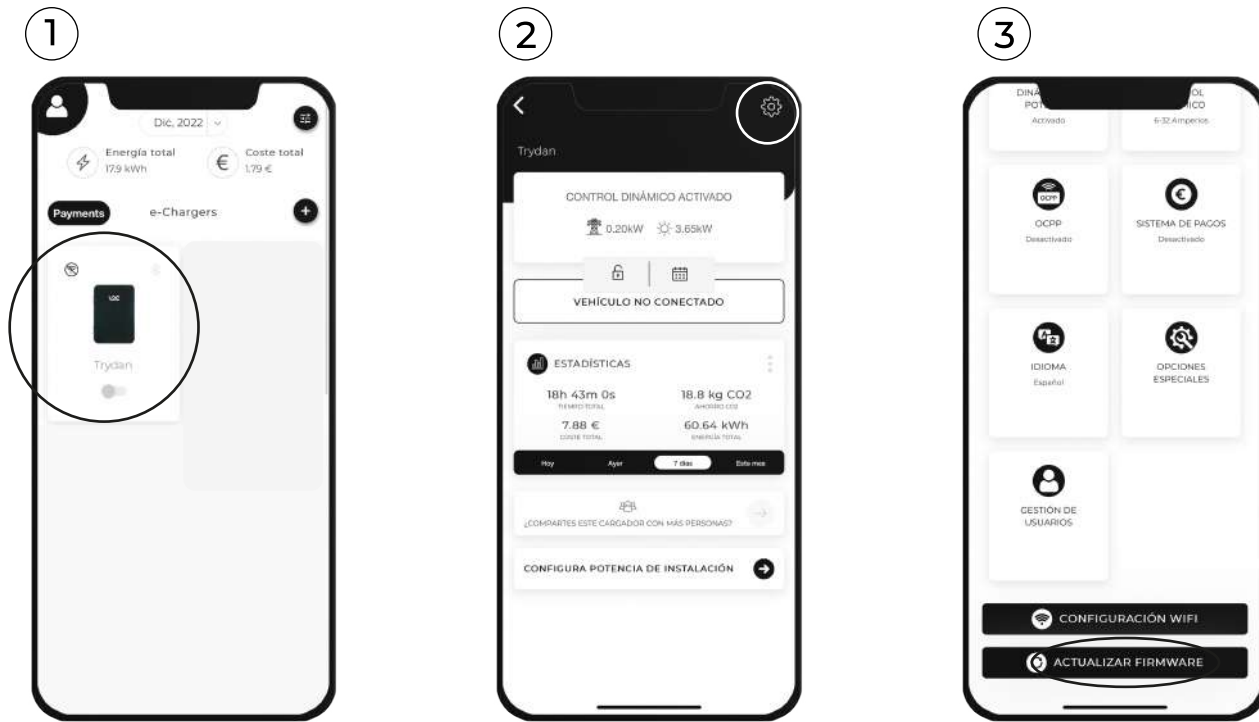 1
Dic, 2022
Energía total
17.9 kWh
€
Coste total
1.79 €
Payments
e-Chargers
Trydan
2
Trydan
CONTROL DINÁMICO ACTIVADO
0.20kW 3.65kW
VEHÍCULO NO CONECTADO
ESTADÍSTICAS
18h 43m 0s
TIEMPO TOTAL
18.8 kg CO2
AHORRO CO2
7.88 €
COSTE TOTAL
60.64 kWh
ENERGÍA TOTAL
Hoy Ayer 7 días Este mes
¿COMPARTES ESTE CARGADOR CON MÁS PERSONAS?
CONFIGURA POTENCIA DE INSTALACIÓN
3
Activado
6-32 Amperios
OCPP
OCPP
Desactivado
€
SISTEMA DE PAGOS
Desactivado
IDIOMA
Español
OPCIONES
ESPECIALES
GESTIÓN DE
USUARIOS
CONFIGURACIÓN WIFI
ACTUALIZAR FIRMWARE